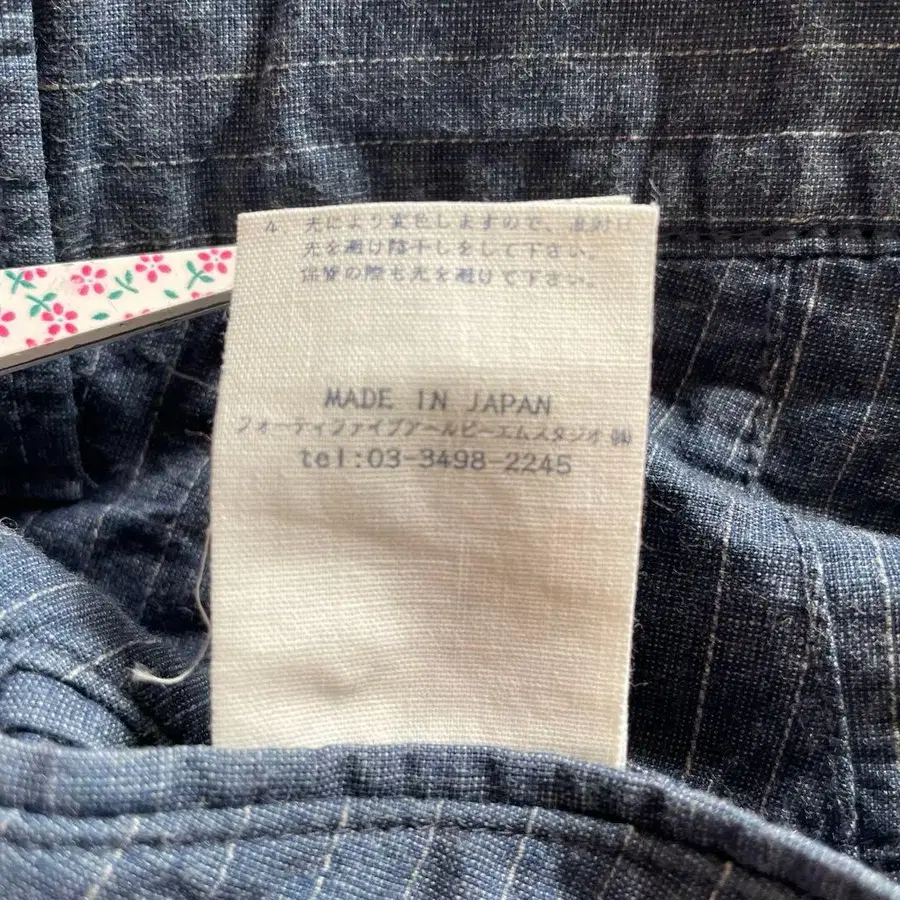 4. 光により変色しますので、直射日
光を避け陰干しをして下さい。
保管の際も光を避けて下さい。
MADE IN JAPAN
フォーティファイブアールピーエムスタジオ ㈱
tel:03-3498-2245